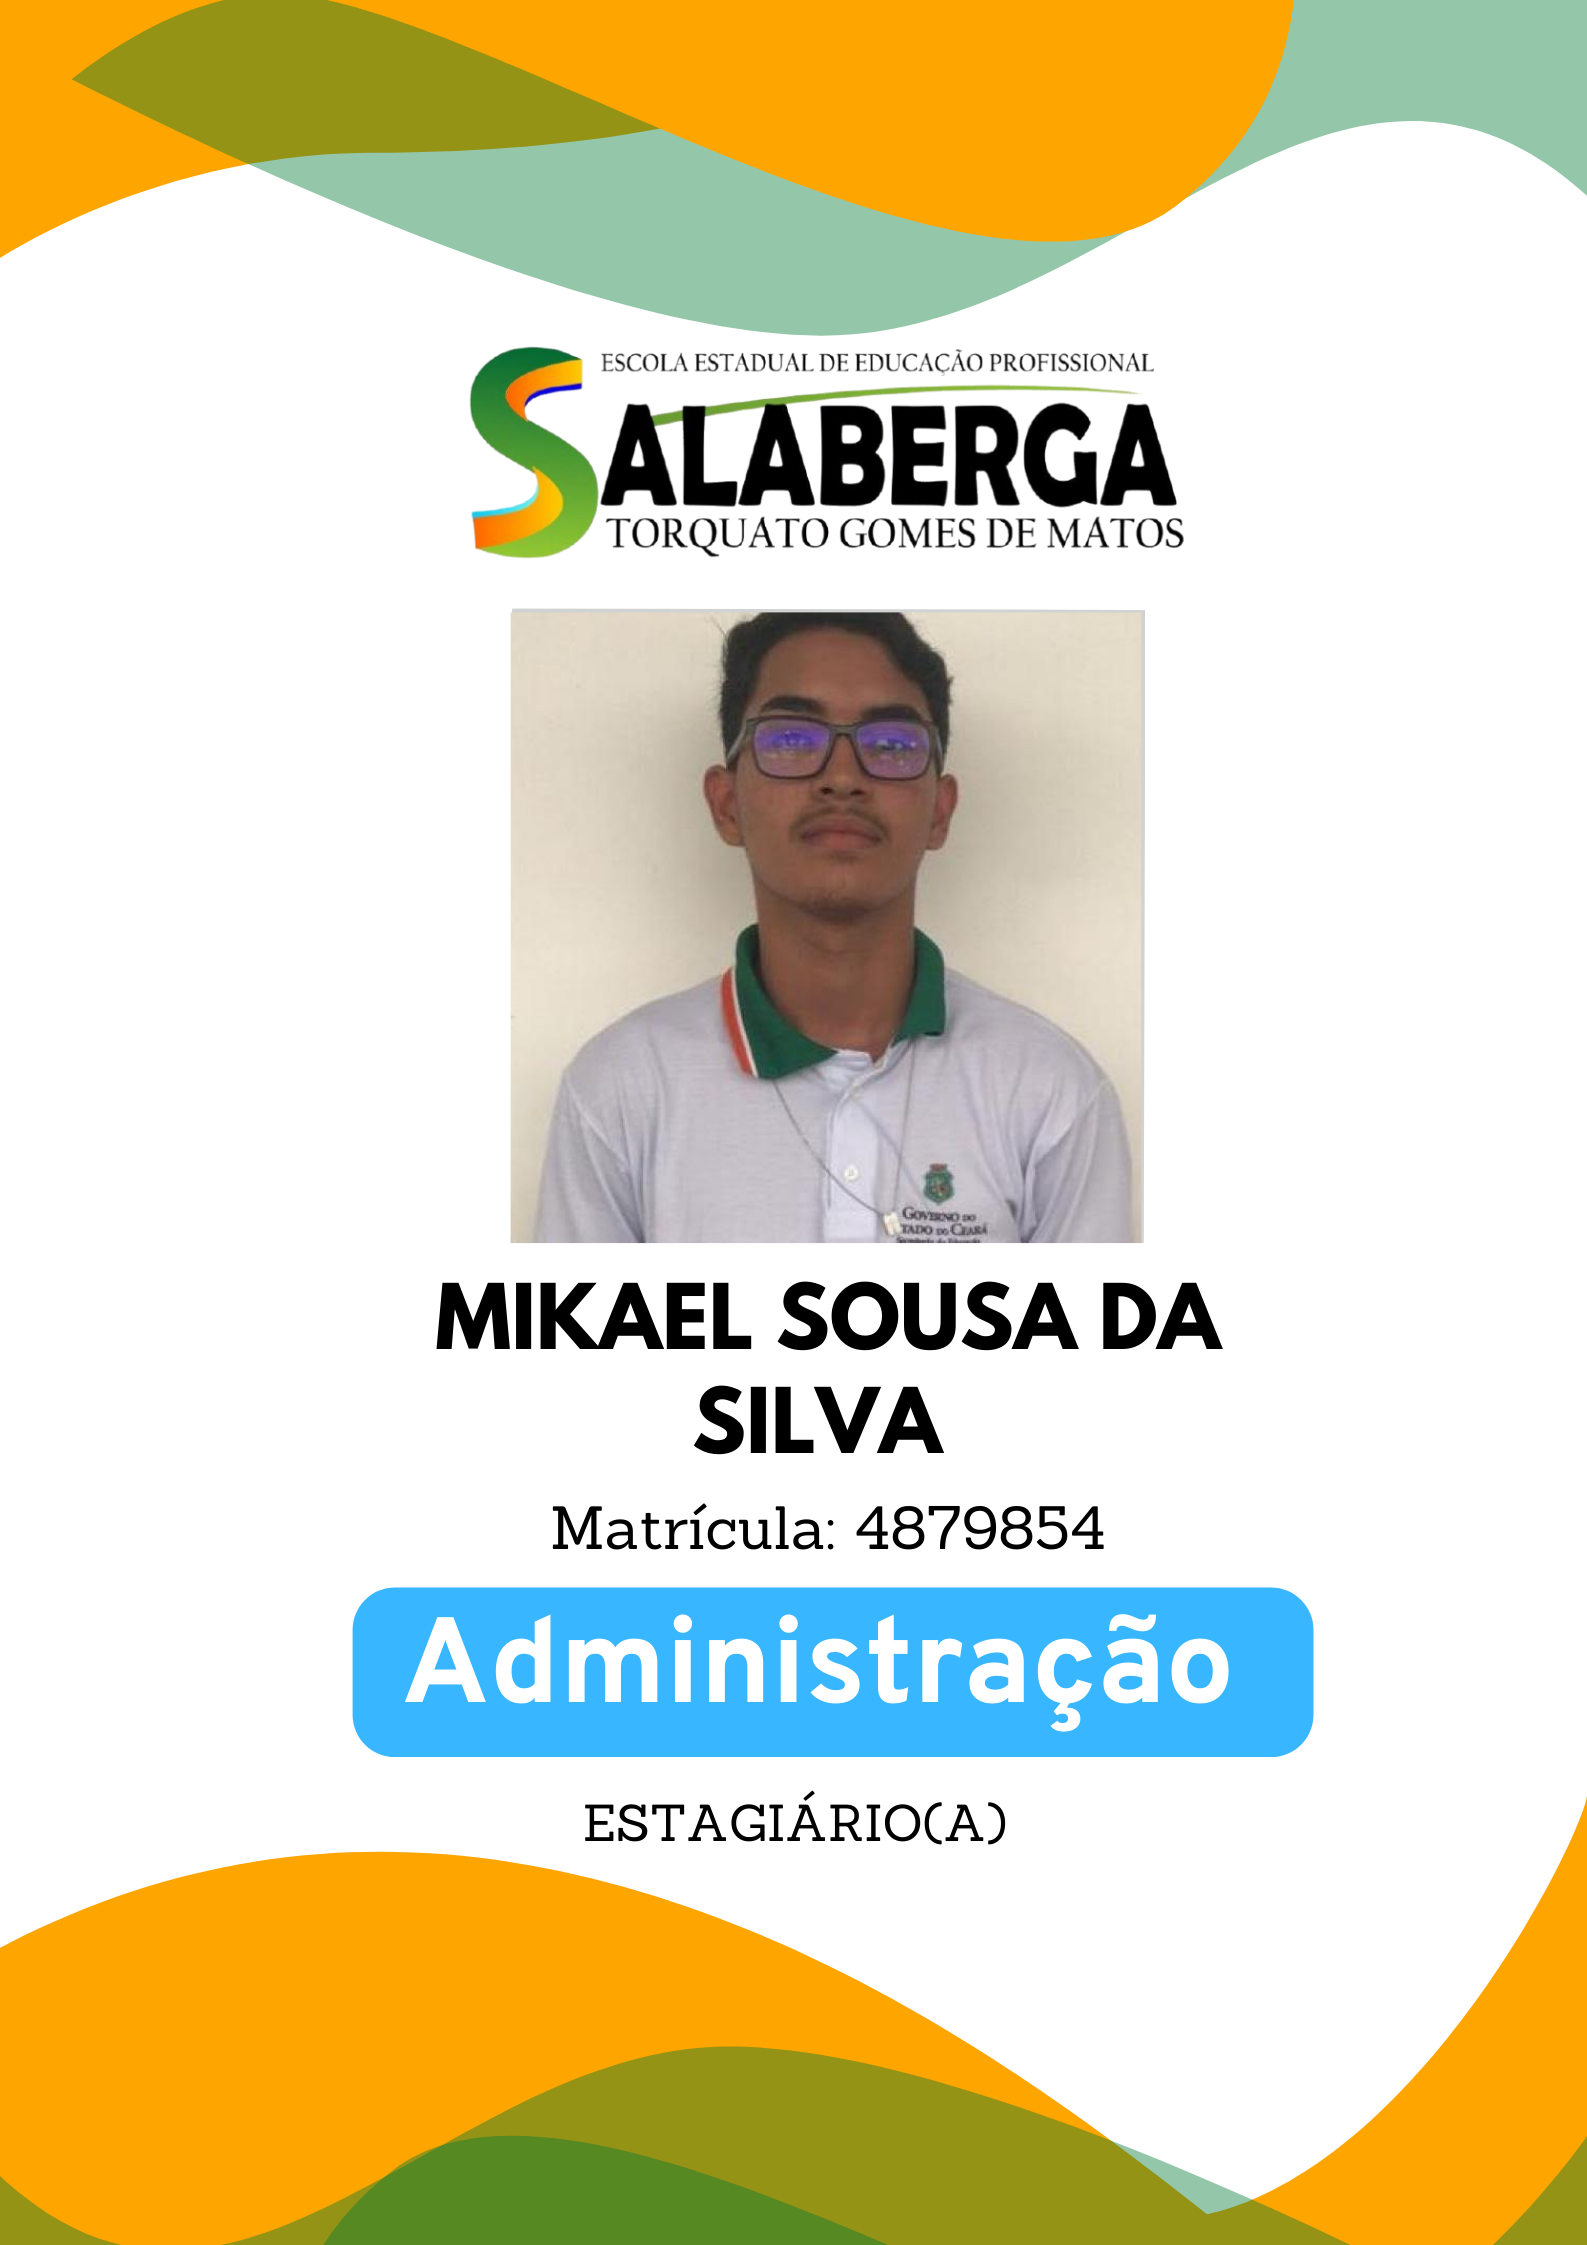 ESCOLA ESTADUAL DE EDUCAÇÃO PROFISSIONAL
SALABERGA
TORQUATO GOMES DE MATOS
GOVERNO DO
TADO DO CEARÁ
MIKAEL SOUSA DA
SILVA
Matrícula: 4879854
Administração
ESTAGIÁRIO(A)